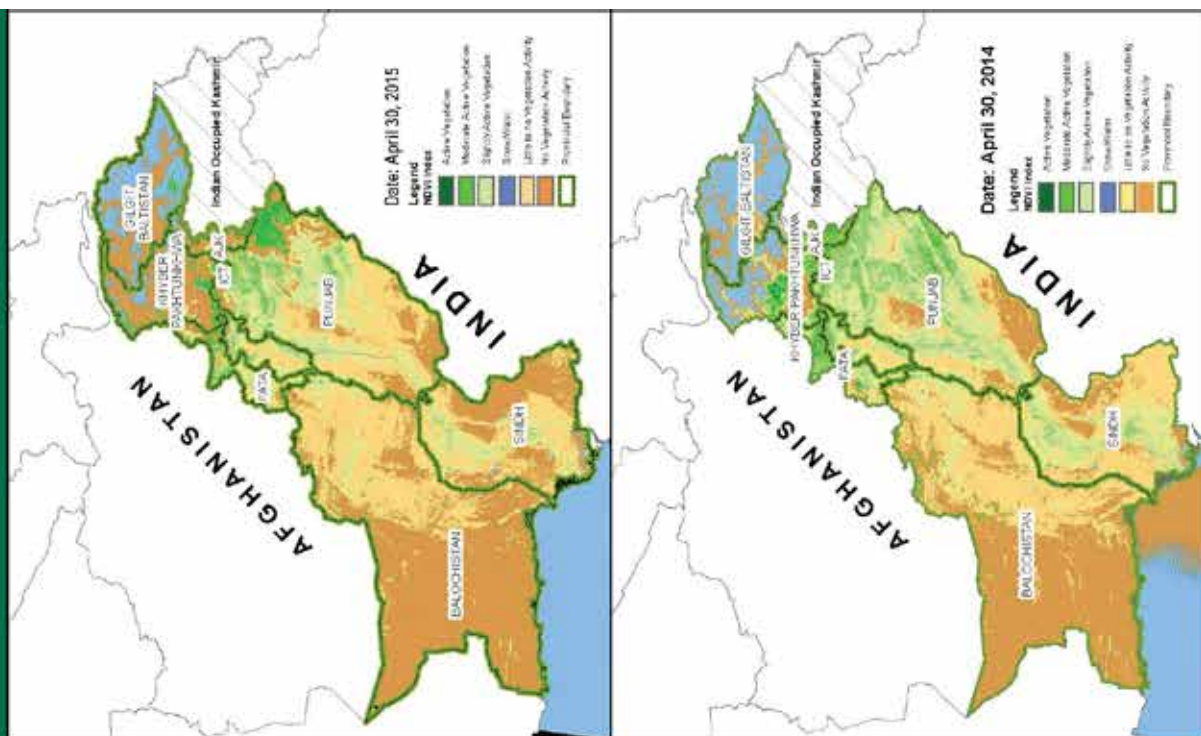 Date: April 30, 2015
Legend
NDVI Index
Active Vegetation
Moderate Active Vegetation
Slightly Active Vegetation
Snow/Water
Little to no Vegetation Activity
No Vegetation Activity
Provincial Boundary
GILGIT
BALTISTAN
Indian Occupied Kashmir
KHYBER
PAKHTUNKHWA
AJK
ICT
FATA
PUNJAB
INDIA
AFGHANISTAN
SINDH
BALOCHISTAN
Date: April 30, 2014
Legend
NDVI Index
Active Vegetation
Moderate Active Vegetation
Slightly Active Vegetation
Snow/Water
Little to no Vegetation Activity
No Vegetation Activity
Provincial Boundary
GILGIT BALTISTAN
Indian Occupied Kashmir
KHYBER PAKHTUNKHWA
AJK
ICT
FATA
PUNJAB
INDIA
AFGHANISTAN
SINDH
BALOCHISTAN